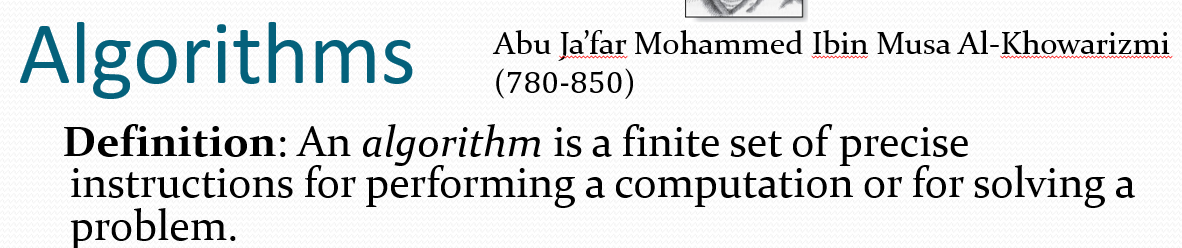 Algorithms
Abu Ja’far Mohammed Ibin Musa Al-Khowarizmi
(780-850)
Definition: An algorithm is a finite set of precise
instructions for performing a computation or for solving a
problem.